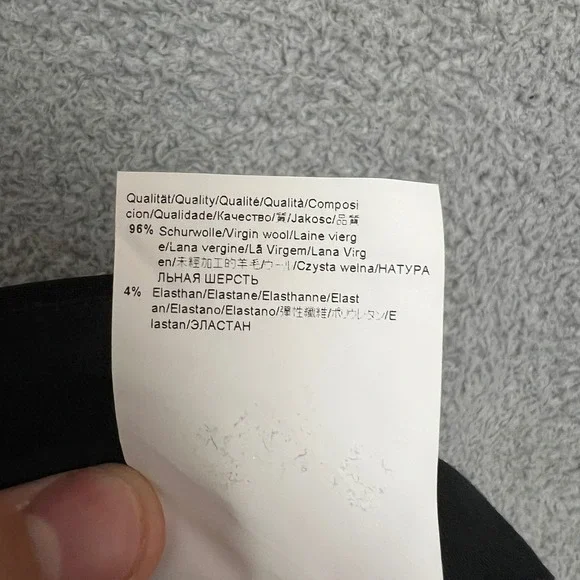 Qualität/Quality/Qualité/Qualità/Composi
cion/Qualidade/Качество/質/Jakosc/品質
96% Schurwolle/Virgin wool/Laine vierg
e/Lana vergine/Lã Virgem/Lana Virg
en/未經加工的羊毛/ウール/Czysta welna/НАТУРА
ЛЬНАЯ ШЕРСТЬ
4% Elasthan/Elastane/Elasthanne/Elast
an/Elastano/Elastano/彈性纖維/ポリウレタン/E
lastan/ЭЛАСТАН